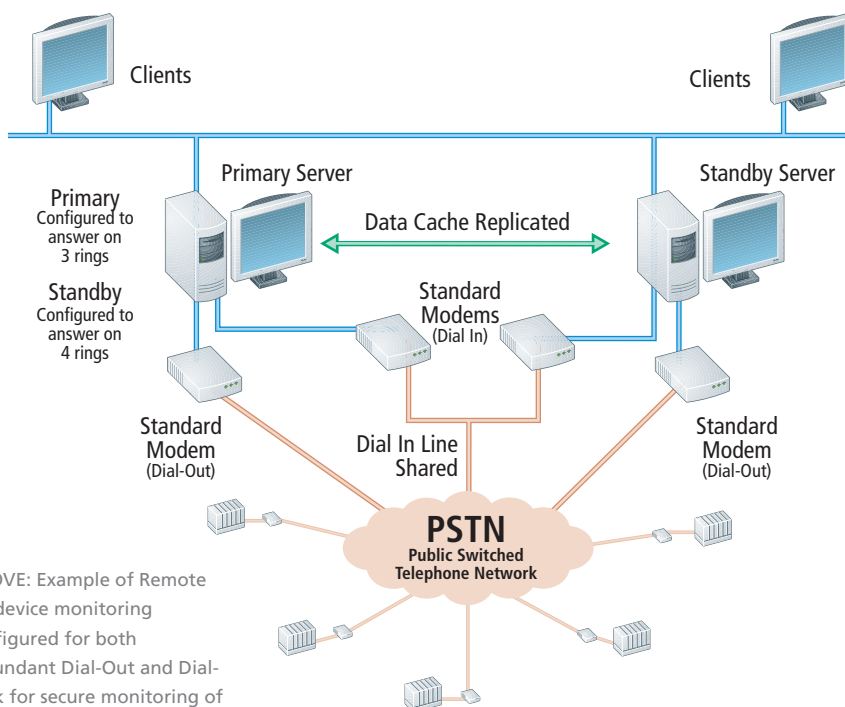 Clients
Clients
Primary Server
Standby Server
Primary
Configured to
answer on
3 rings
Data Cache Replicated
Standby
Configured to
answer on
4 rings
Standard
Modems
(Dial In)
Standard
Modem
(Dial-Out)
Dial In Line
Shared
Standard
Modem
(Dial-Out)
PSTN
Public Switched
Telephone Network
OVE: Example of Remote
device monitoring
figured for both
undant Dial-Out and Dial-
k for secure monitoring of